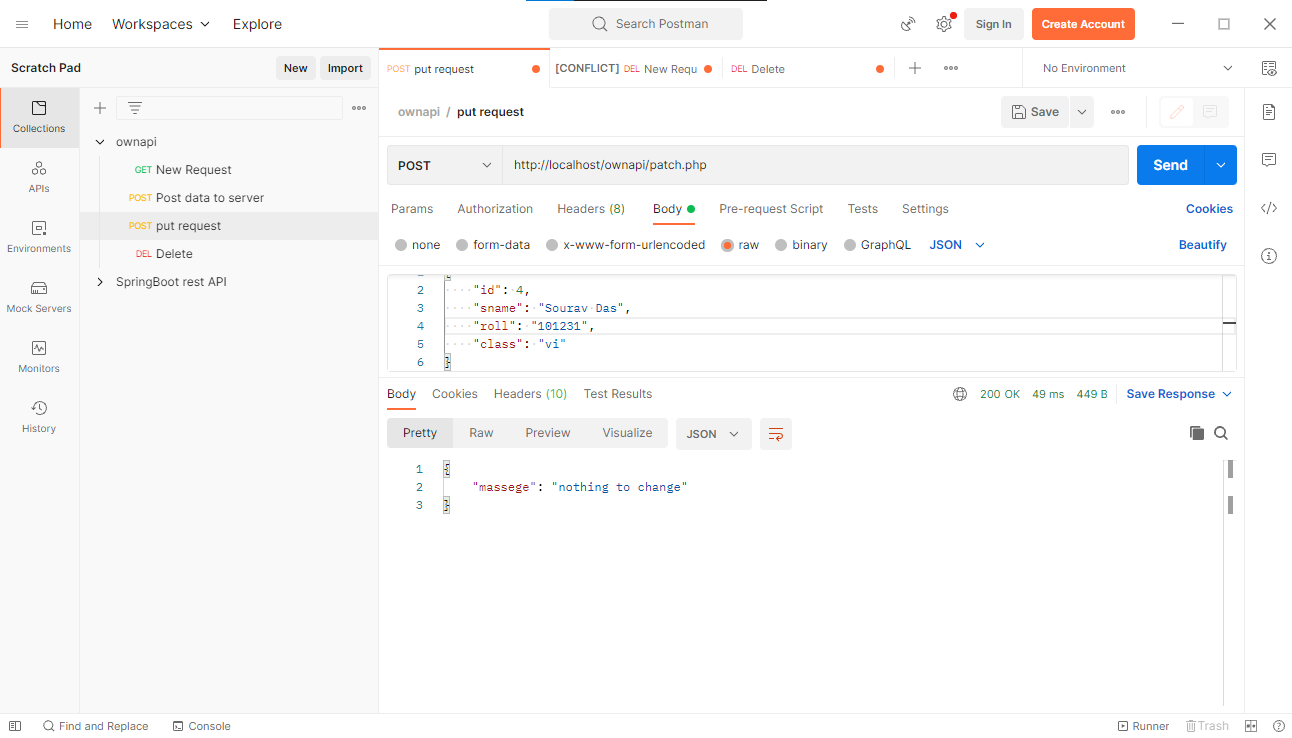 Home Workspaces Explore Search Postman Sign In Create Account
Scratch Pad New Import POST put request [CONFLICT] DEL New Requ DEL Delete No Environment
ownapi / put request Save
Collections
ownapi
GET New Request
POST Post data to server
POST put request
DEL Delete
SpringBoot rest API
APIs
Environments
Mock Servers
Monitors
History
POST http://localhost/ownapi/patch.php Send
Params Authorization Headers (8) Body Pre-request Script Tests Settings Cookies
none form-data x-www-form-urlencoded raw binary GraphQL JSON Beautify
2 "id": 4,
3 "sname": "Sourav Das",
4 "roll": "101231",
5 "class": "vi"
6 }
Body Cookies Headers (10) Test Results 200 OK 49 ms 449 B Save Response
Pretty Raw Preview Visualize JSON
1 {
2 "massege": "nothing to change"
3 }
Find and Replace Console Runner Trash